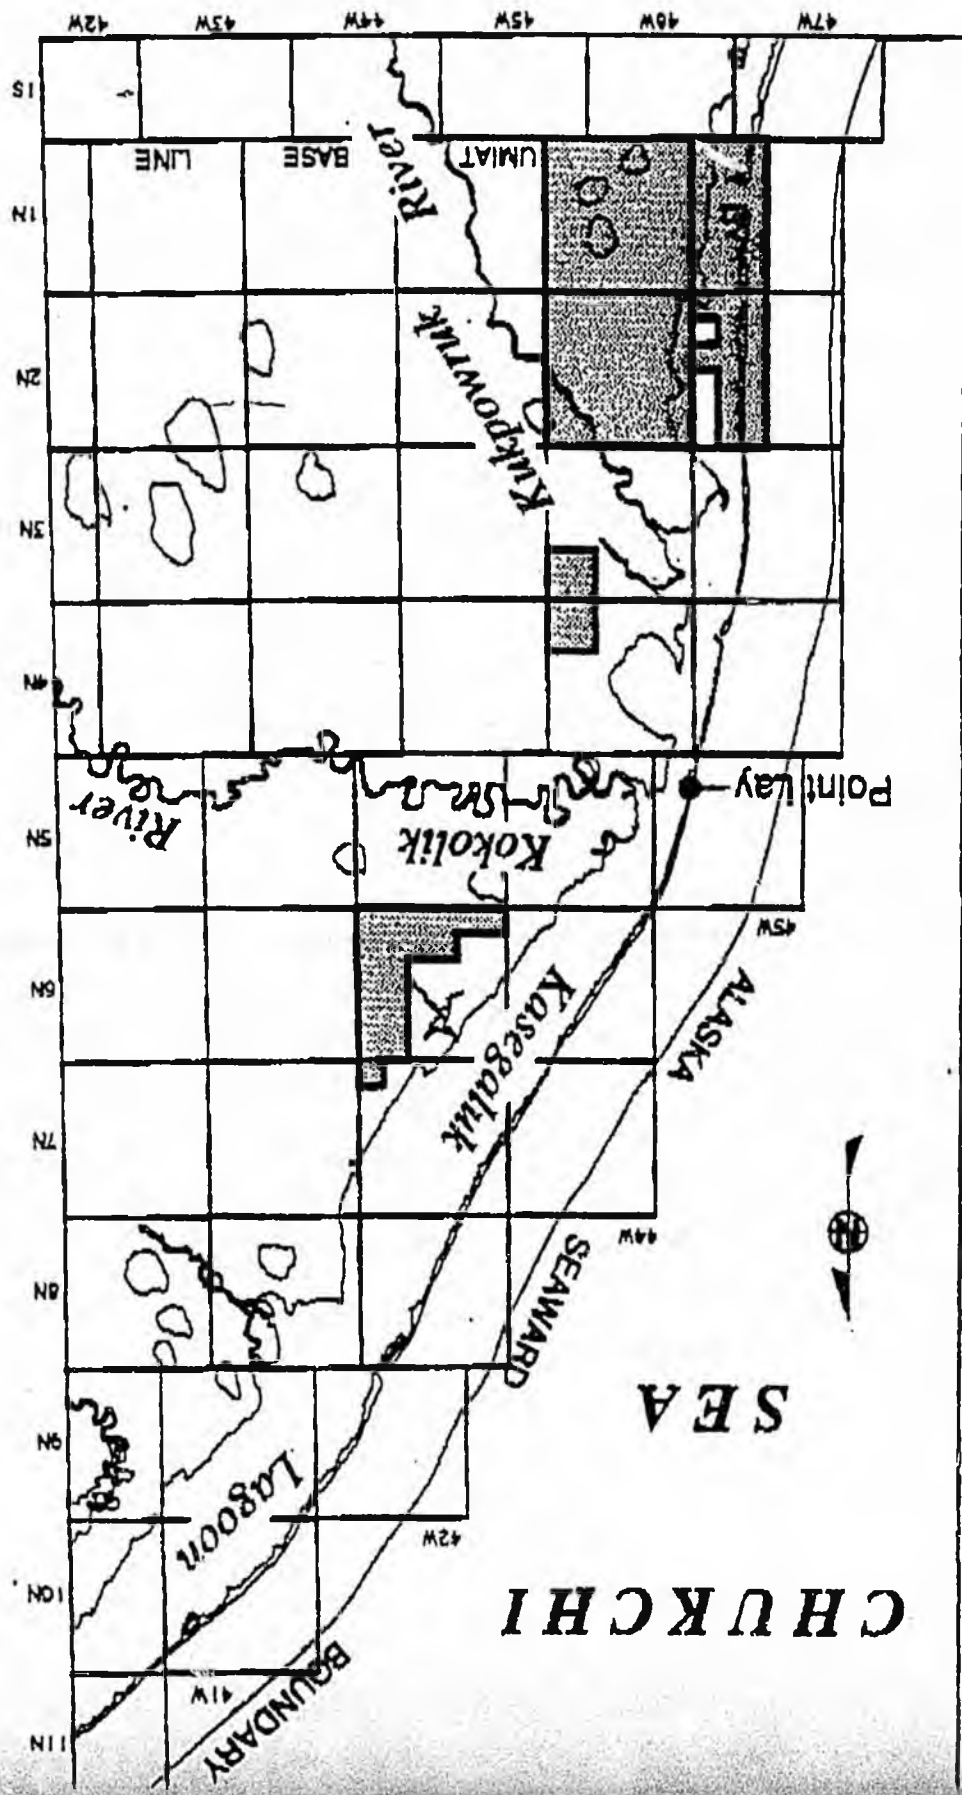 11N
BOUNDARY
41W
CHUKCHI
10N
42W
Lagoon
9N
SEA
SEAWARD
8N
44W
7N
Kasegaluk
ALASKA
6N
45W
Kokolik
5N
River
Point Lay
4N
3N
Kukpowruk
2N
River
1N
UMIAT
BASE
LINE
1S
47W
46W
45W
44W
43W
42W